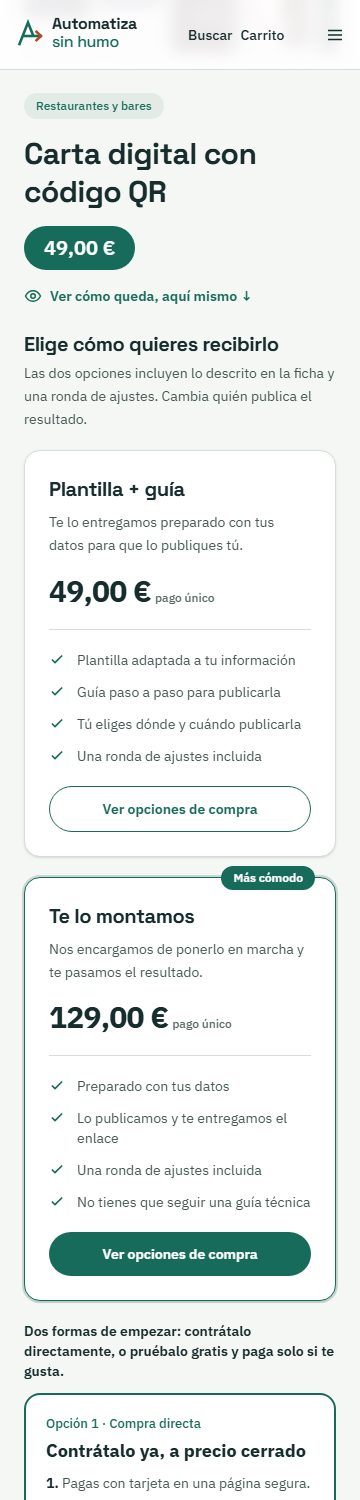 Automatiza
sin humo
Buscar Carrito
Restaurantes y bares
Carta digital con
código QR
49,00 €
Ver cómo queda, aquí mismo ↓
Elige cómo quieres recibirlo
Las dos opciones incluyen lo descrito en la ficha y
una ronda de ajustes. Cambia quién publica el
resultado.
Plantilla + guía
Te lo entregamos preparado con tus
datos para que lo publiques tú.
49,00 € pago único
Plantilla adaptada a tu información
Guía paso a paso para publicarla
Tú eliges dónde y cuándo publicarla
Una ronda de ajustes incluida
Ver opciones de compra
Más cómodo
Te lo montamos
Nos encargamos de ponerlo en marcha y
te pasamos el resultado.
129,00 € pago único
Preparado con tus datos
Lo publicamos y te entregamos el
enlace
Una ronda de ajustes incluida
No tienes que seguir una guía técnica
Ver opciones de compra
Dos formas de empezar: contrátalo
directamente, o pruébalo gratis y paga solo si te
gusta.
Opción 1 · Compra directa
Contrátalo ya, a precio cerrado
1. Pagas con tarjeta en una página segura.